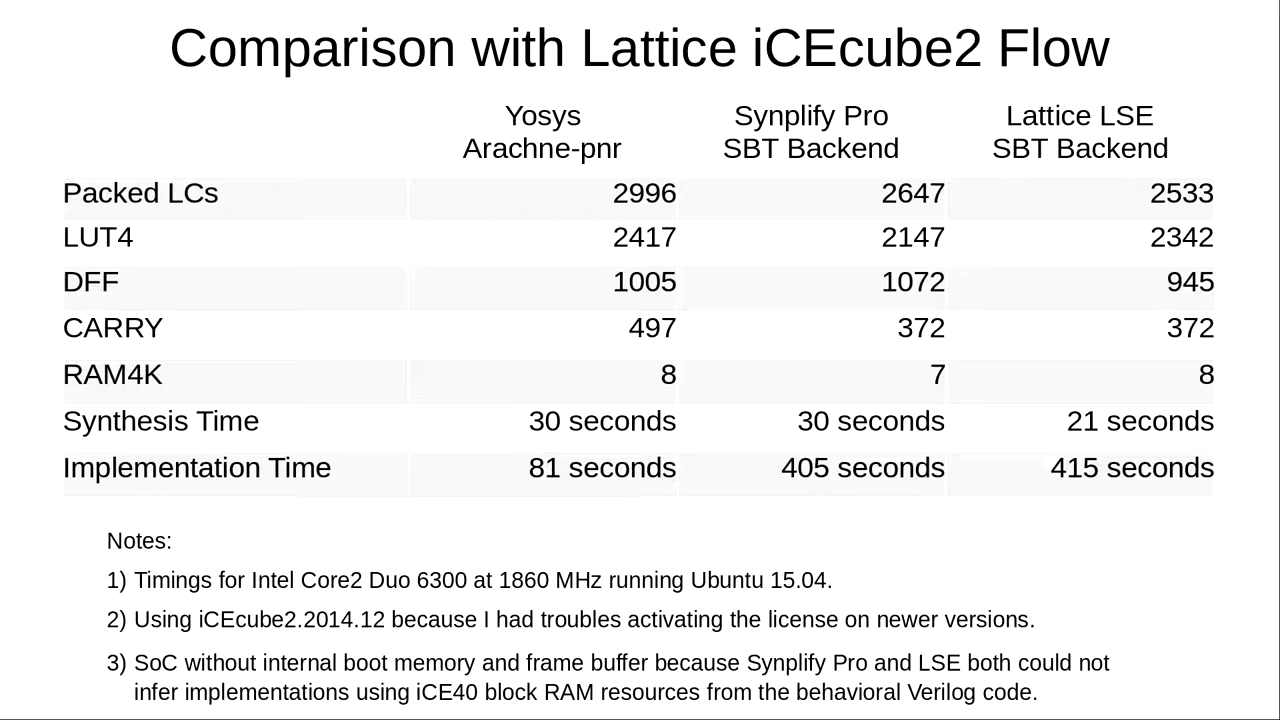 Comparison with Lattice iCEcube2 Flow
Yosys Synplify Pro Lattice LSE
Arachne-pnr SBT Backend SBT Backend
Packed LCs 2996 2647 2533
LUT4 2417 2147 2342
DFF 1005 1072 945
CARRY 497 372 372
RAM4K 8 7 8
Synthesis Time 30 seconds 30 seconds 21 seconds
Implementation Time 81 seconds 405 seconds 415 seconds
Notes:
1) Timings for Intel Core2 Duo 6300 at 1860 MHz running Ubuntu 15.04.
2) Using iCEcube2.2014.12 because I had troubles activating the license on newer versions.
3) SoC without internal boot memory and frame buffer because Synplify Pro and LSE both could not
infer implementations using iCE40 block RAM resources from the behavioral Verilog code.